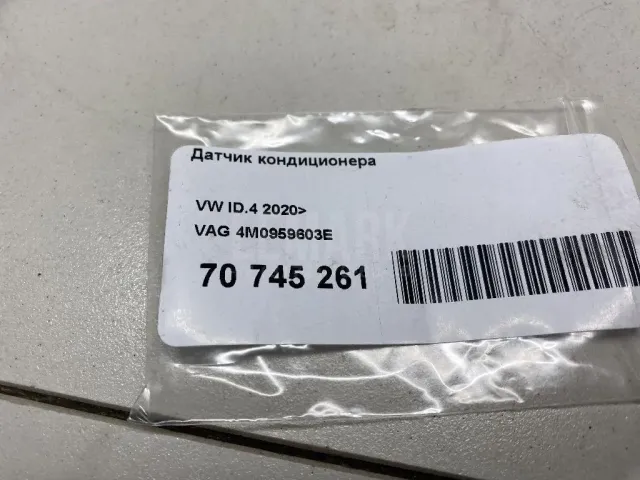 Датчик кондиционера
VW ID.4 2020>
VAG 4M0959603E
70 745 261